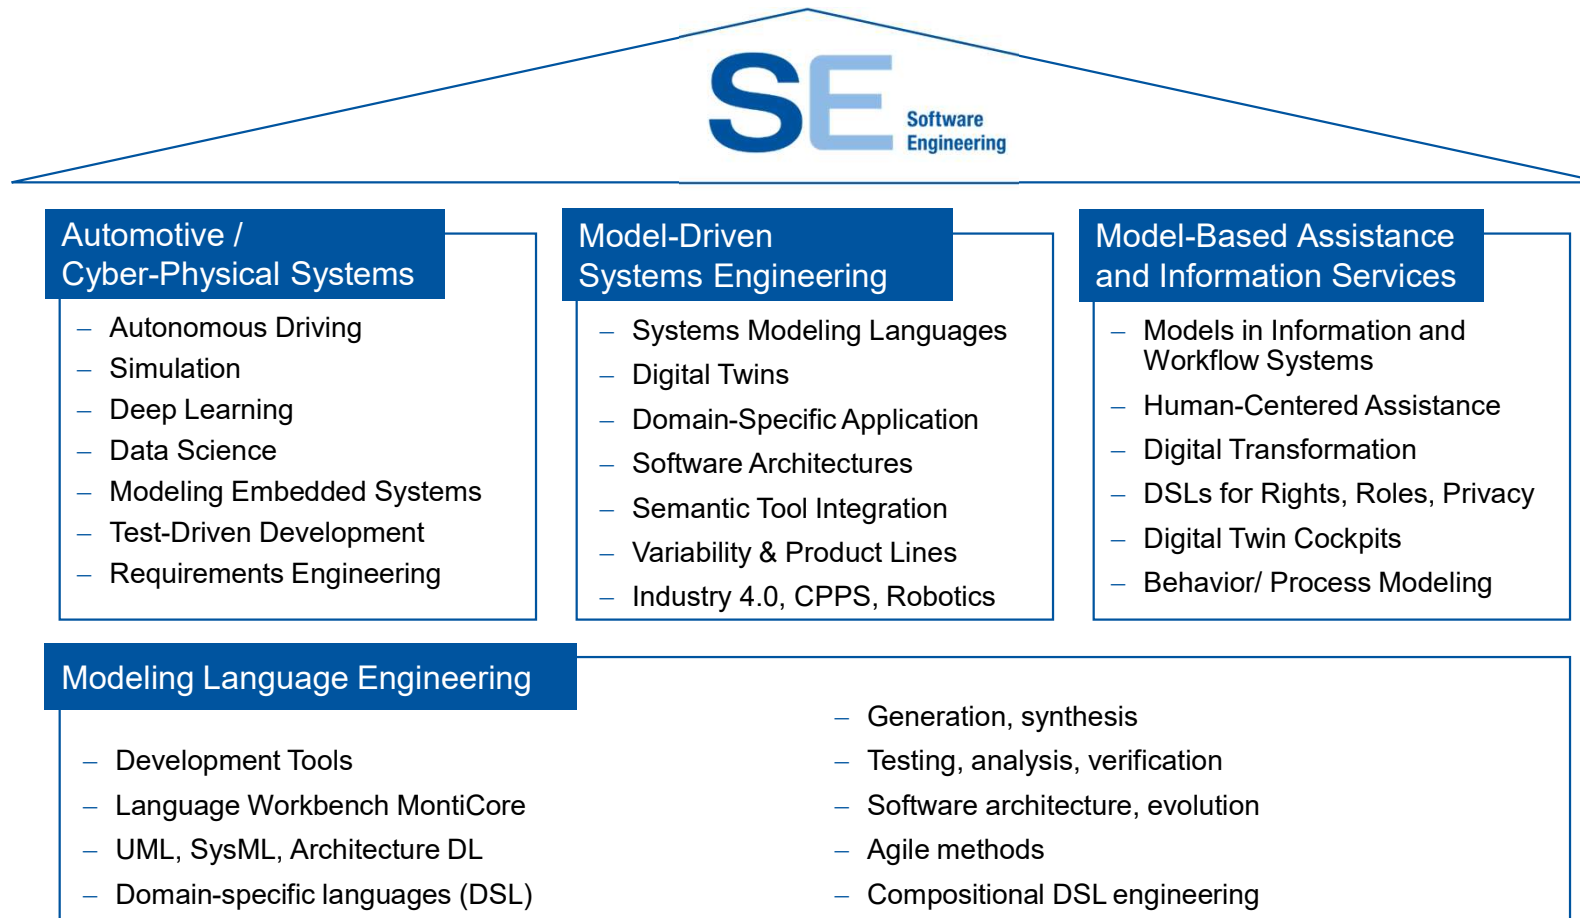 SE
Software
Engineering
Automotive /
Cyber-Physical Systems
– Autonomous Driving
– Simulation
– Deep Learning
– Data Science
– Modeling Embedded Systems
– Test-Driven Development
– Requirements Engineering
Model-Driven
Systems Engineering
– Systems Modeling Languages
– Digital Twins
– Domain-Specific Application
– Software Architectures
– Semantic Tool Integration
– Variability & Product Lines
– Industry 4.0, CPPS, Robotics
Model-Based Assistance
and Information Services
– Models in Information and
Workflow Systems
– Human-Centered Assistance
– Digital Transformation
– DSLs for Rights, Roles, Privacy
– Digital Twin Cockpits
– Behavior/ Process Modeling
Modeling Language Engineering
– Development Tools
– Language Workbench MontiCore
– UML, SysML, Architecture DL
– Domain-specific languages (DSL)
– Generation, synthesis
– Testing, analysis, verification
– Software architecture, evolution
– Agile methods
– Compositional DSL engineering